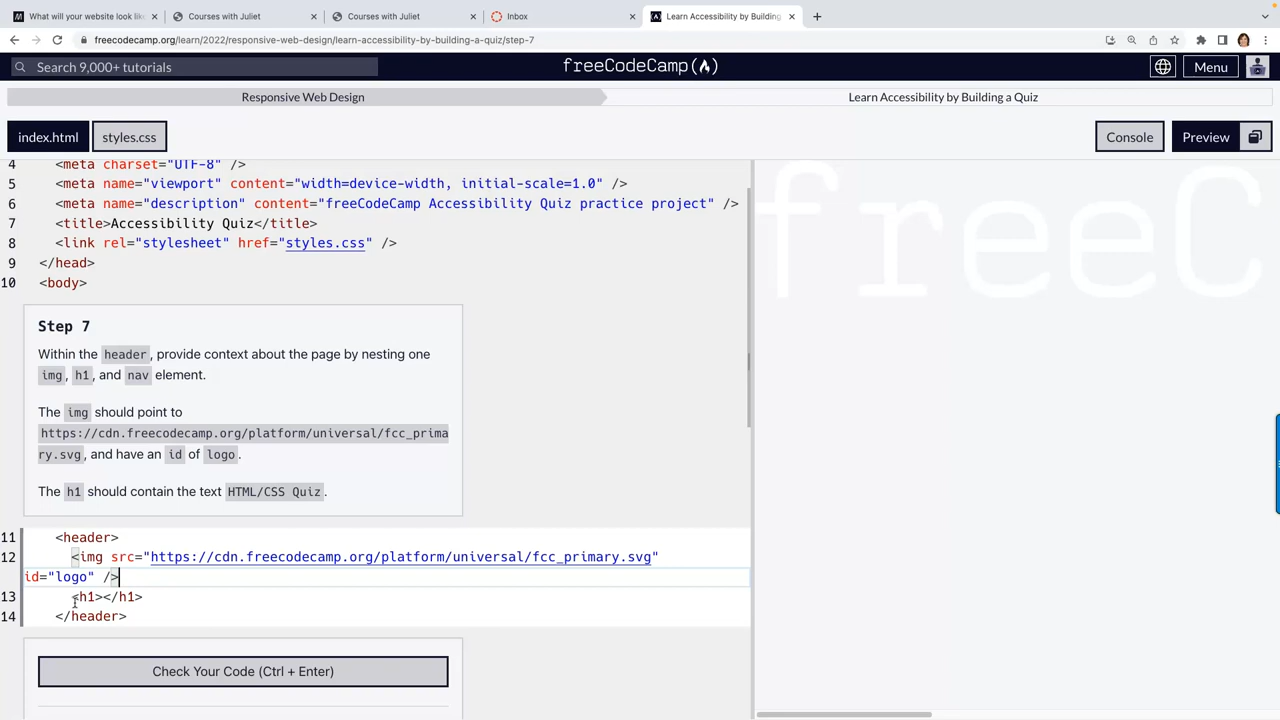 What will your website look like
Courses with Juliet
Courses with Juliet
Inbox
Learn Accessibility by Building
freecodecamp.org/learn/2022/responsive-web-design/learn-accessibility-by-building-a-quiz/step-7
Search 9,000+ tutorials
freeCodeCamp
Menu
Responsive Web Design
Learn Accessibility by Building a Quiz
index.html
styles.css
Console
Preview
4 <meta charset="UTF-8" />
5 <meta name="viewport" content="width=device-width, initial-scale=1.0" />
6 <meta name="description" content="freeCodeCamp Accessibility Quiz practice project" />
7 <title>Accessibility Quiz</title>
8 <link rel="stylesheet" href="styles.css" />
9 </head>
10 <body>
Step 7
Within the header, provide context about the page by nesting one
img, h1, and nav element.
The img should point to
https://cdn.freecodecamp.org/platform/universal/fcc_prima
ry.svg, and have an id of logo.
The h1 should contain the text HTML/CSS Quiz.
11 <header>
12 <img src="https://cdn.freecodecamp.org/platform/universal/fcc_primary.svg"
id="logo" />
13 <h1></h1>
14 </header>
Check Your Code (Ctrl + Enter)
freeC